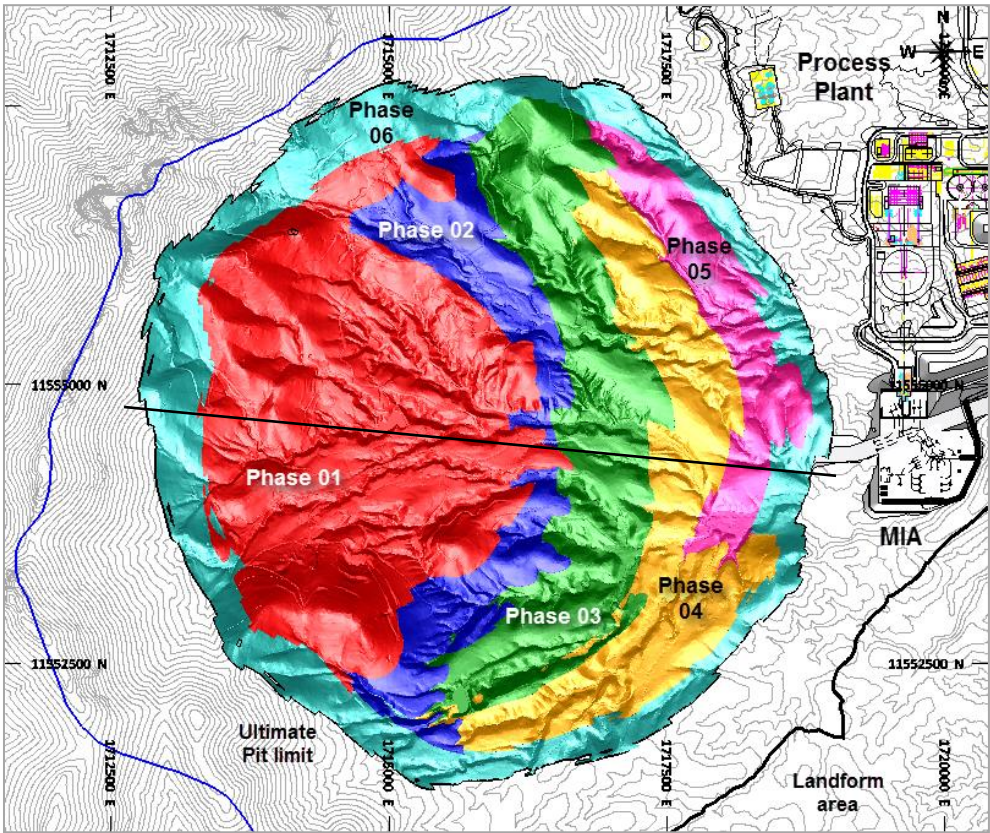 1712500 E
1715000 E
1717500 E
1720000 E
N
W
E
Process
Plant
Phase
06
Phase 02
Phase
05
11555000 N
11555000 N
Phase 01
MIA
Phase
04
Phase 03
11552500 N
11552500 N
Ultimate
Pit limit
Landform
area
1712500 E
1715000 E
1717500 E
1720000 E